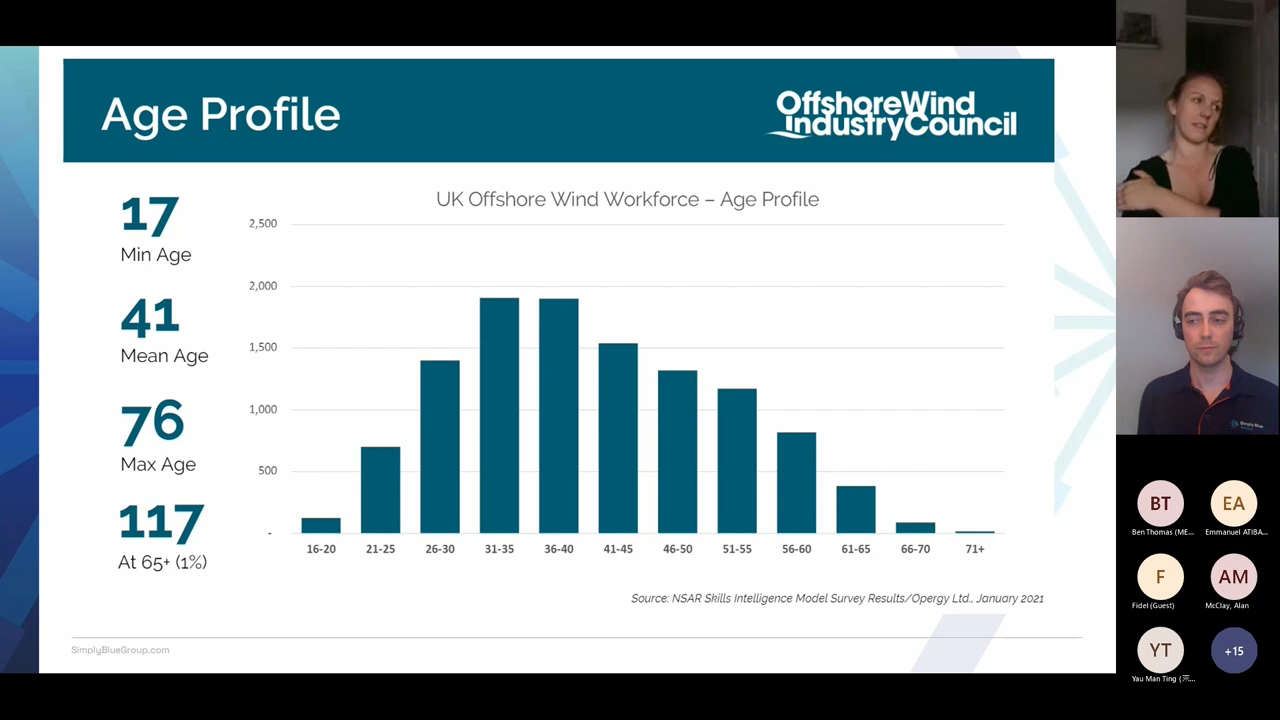 Age Profile
OffshoreWind
IndustryCouncil
17
Min Age
41
Mean Age
76
Max Age
117
At 65+ (1%)
UK Offshore Wind Workforce – Age Profile
2,500
2,000
1,500
1,000
500
-
16-20 21-25 26-30 31-35 36-40 41-45 46-50 51-55 56-60 61-65 66-70 71+
Source: NSAR Skills Intelligence Model Survey Results/Opergy Ltd., January 2021
SimplyBlueGroup.com
Simply Blue
BT EA
Ben Thomas (ME... Emmanuel ATIBA...
F AM
Fidel (Guest) McClay, Alan
YT +15
Yau Man Ting (...